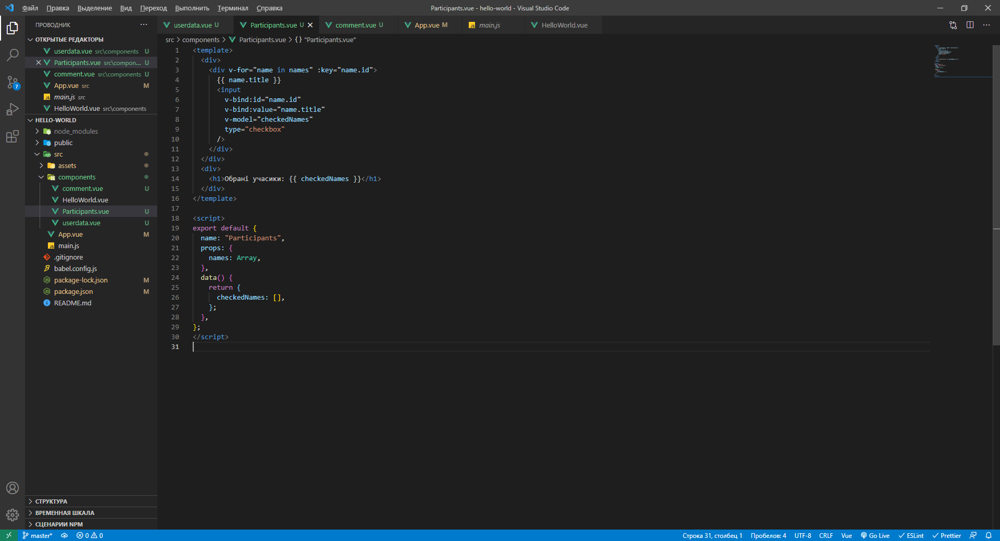 Файл Правка Выделение Вид Переход Выполнить Терминал Справка
Participants.vue - hello-world - Visual Studio Code
ПРОВОДНИК
userdata.vue U
Participants.vue U
comment.vue U
App.vue M
main.js
HelloWorld.vue
ОТКРЫТЫЕ РЕДАКТОРЫ
userdata.vue src\components U
Participants.vue src\compon... U
comment.vue src\components U
App.vue src M
main.js src
HelloWorld.vue src\components
7
HELLO-WORLD
node_modules
public
src
assets
components
comment.vue U
HelloWorld.vue
Participants.vue U
userdata.vue U
App.vue M
main.js
.gitignore
babel.config.js
package-lock.json M
package.json M
README.md
СТРУКТУРА
ВРЕМЕННАЯ ШКАЛА
СЦЕНАРИИ NPM
src > components > Participants.vue > {} "Participants.vue"
1 <template>
2 <div>
3 <div v-for="name in names" :key="name.id">
4 {{ name.title }}
5 <input
6 v-bind:id="name.id"
7 v-bind:value="name.title"
8 v-model="checkedNames"
9 type="checkbox"
10 />
11 </div>
12 </div>
13 <div>
14 <h1>Обрані учасики: {{ checkedNames }}</h1>
15 </div>
16 </template>
17
18 <script>
19 export default {
20 name: "Participants",
21 props: {
22 names: Array,
23 },
24 data() {
25 return {
26 checkedNames: [],
27 };
28 },
29 };
30 </script>
31
master* 0 0
Строка 31, столбец 1 Пробелов: 4 UTF-8 CRLF Vue Go Live ESLint Prettier